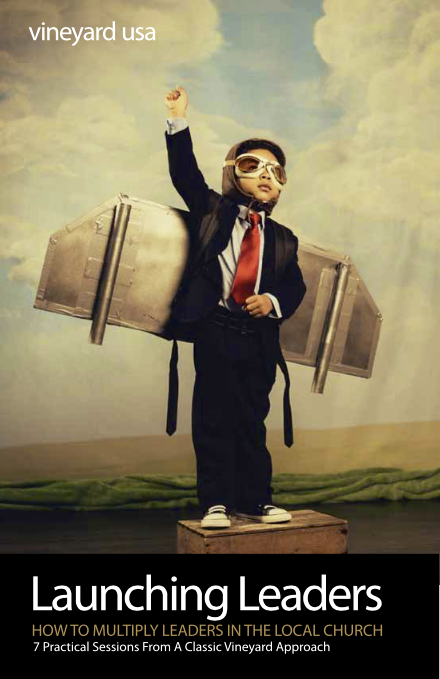 vineyard usa
Launching Leaders
HOW TO MULTIPLY LEADERS IN THE LOCAL CHURCH
7 Practical Sessions From A Classic Vineyard Approach